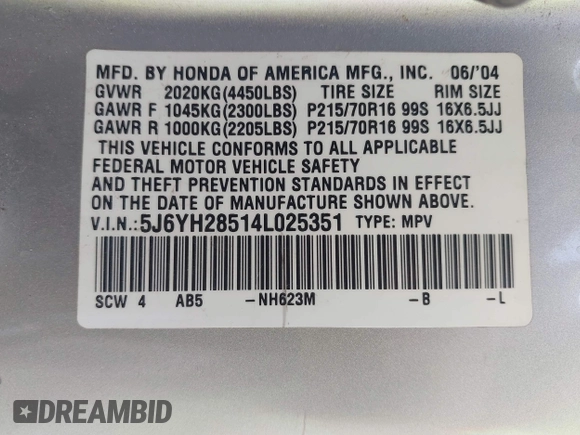 MFD. BY HONDA OF AMERICA MFG., INC. 06/'04
GVWR 2020KG(4450LBS) TIRE SIZE RIM SIZE
GAWR F 1045KG(2300LBS) P215/70R16 99S 16X6.5JJ
GAWR R 1000KG(2205LBS) P215/70R16 99S 16X6.5JJ
THIS VEHICLE CONFORMS TO ALL APPLICABLE
FEDERAL MOTOR VEHICLE SAFETY
AND THEFT PREVENTION STANDARDS IN EFFECT
ON THE DATE OF MANUFACTURE SHOWN ABOVE.
V.I.N.:5J6YH28514L025351 TYPE: MPV
SCW 4 AB5 -NH623M -B -L
DREAMBID